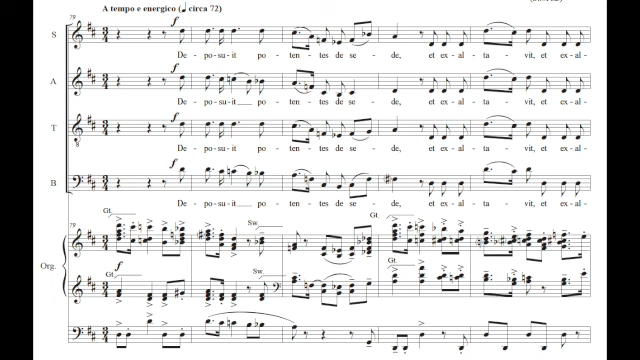 A tempo e energico (♩ circa 72)
79
f
S
De - po - su - it po - ten - tes de se - de, et ex - al - ta - vit, et ex - al -
f
A
De - po - su - it po - ten - tes de se - de, et ex - al - ta - vit, et ex - al -
f
T
8
De - po - su - it po - ten - tes de se - de, et ex - al - ta - vit, et ex - al -
f
B
De - po - su - it po - ten - tes de se - de, et ex - al - ta - vit, et ex - al -
Gt. Sw. Gt.
79
f
Org.
Gt. Sw. Gt.